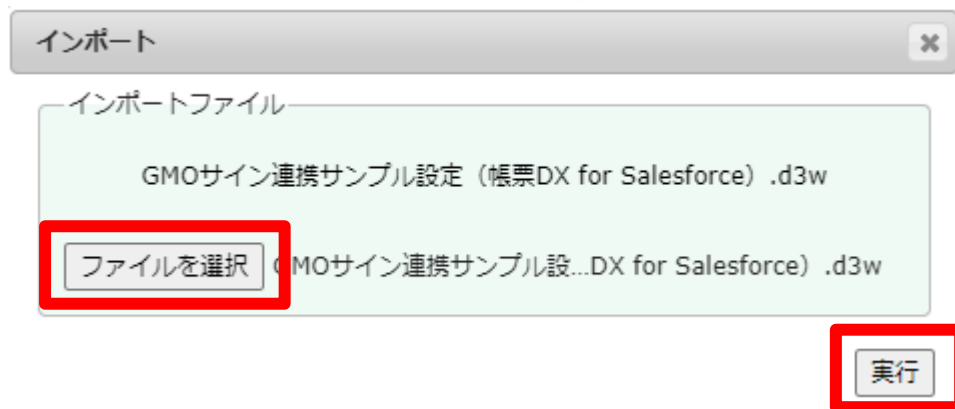 インポート
インポートファイル
GMOサイン連携サンプル設定（帳票DX for Salesforce）.d3w
ファイルを選択 GMOサイン連携サンプル設...DX for Salesforce）.d3w
実行